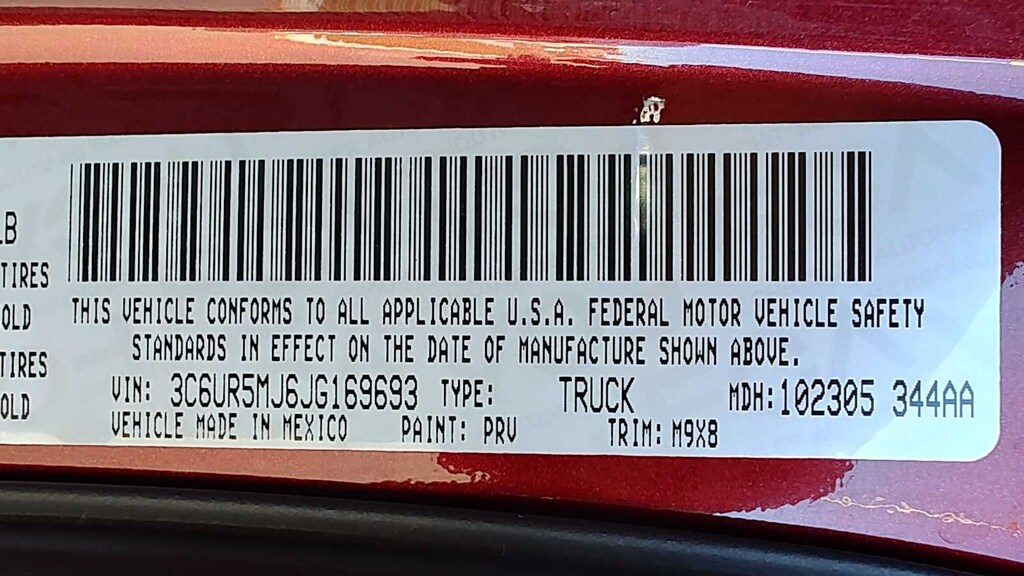 LB
TIRES
THIS VEHICLE CONFORMS TO ALL APPLICABLE U.S.A. FEDERAL MOTOR VEHICLE SAFETY
OLD
STANDARDS IN EFFECT ON THE DATE OF MANUFACTURE SHOWN ABOVE.
TIRES
VIN: 3C6UR5MJ6JG169693 TYPE: TRUCK MDH: 102305 344AA
OLD
VEHICLE MADE IN MEXICO PAINT: PRV TRIM: M9X8